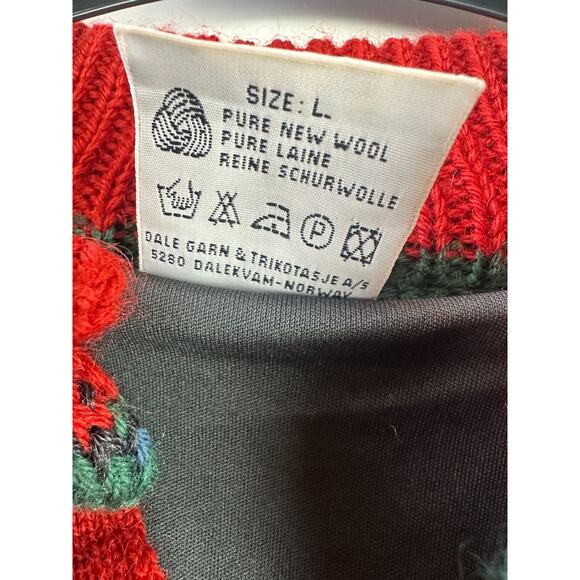 SIZE: L.
PURE NEW WOOL
PURE LAINE
REINE SCHURWOLLE
P
DALE GARN & TRIKOTASJE A/S
5280 DALEKVAM-NORWAY